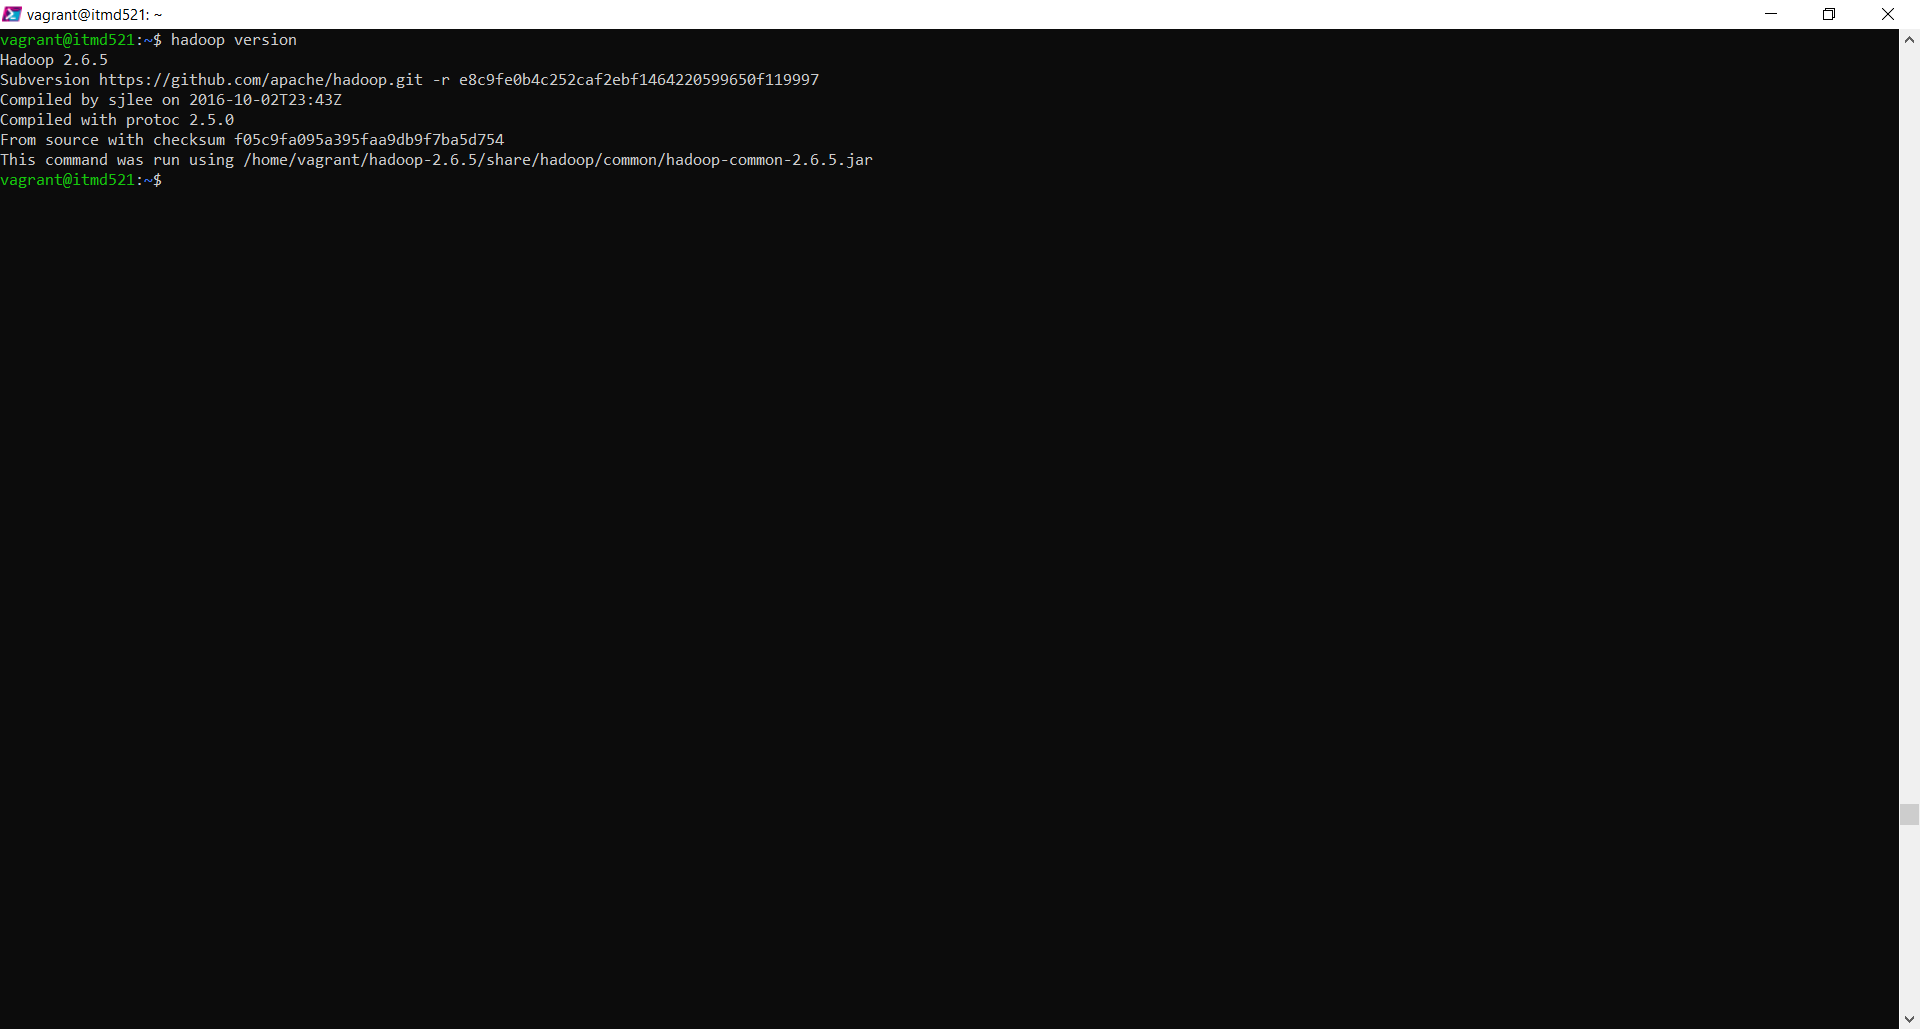 vagrant@itmd521: ~
vagrant@itmd521:~$ hadoop version
Hadoop 2.6.5
Subversion https://github.com/apache/hadoop.git -r e8c9fe0b4c252caf2ebf1464220599650f119997
Compiled by sjlee on 2016-10-02T23:43Z
Compiled with protoc 2.5.0
From source with checksum f05c9fa095a395faa9db9f7ba5d754
This command was run using /home/vagrant/hadoop-2.6.5/share/hadoop/common/hadoop-common-2.6.5.jar
vagrant@itmd521:~$